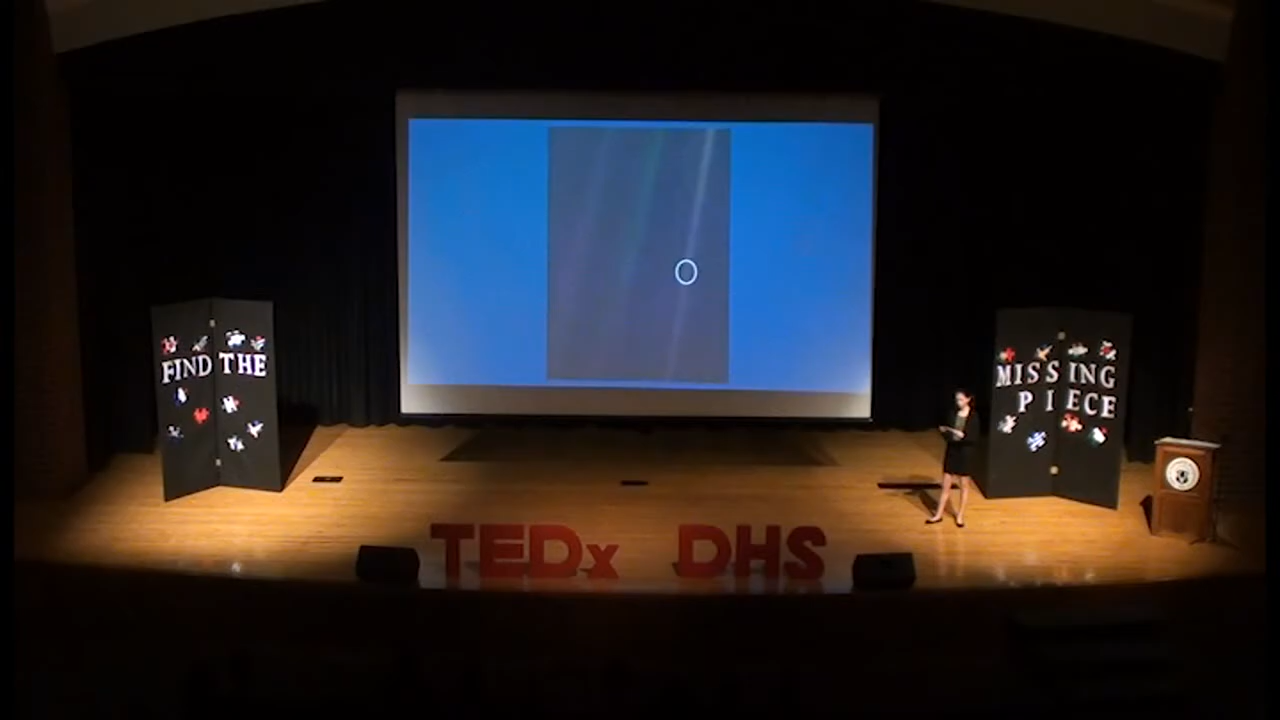 FIND THE
MISSING
PIECE
TEDx DHS